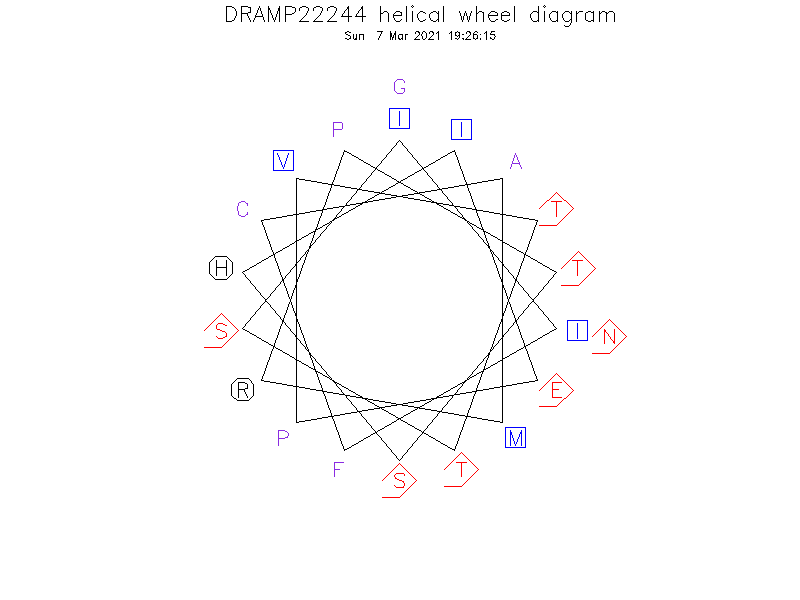 DRAMP22244 helical wheel diagram
Sun 7 Mar 2021 19:26:15
G
I
P
I
V
A
C
T
H
T
S
I
N
R
E
P
M
F
T
S